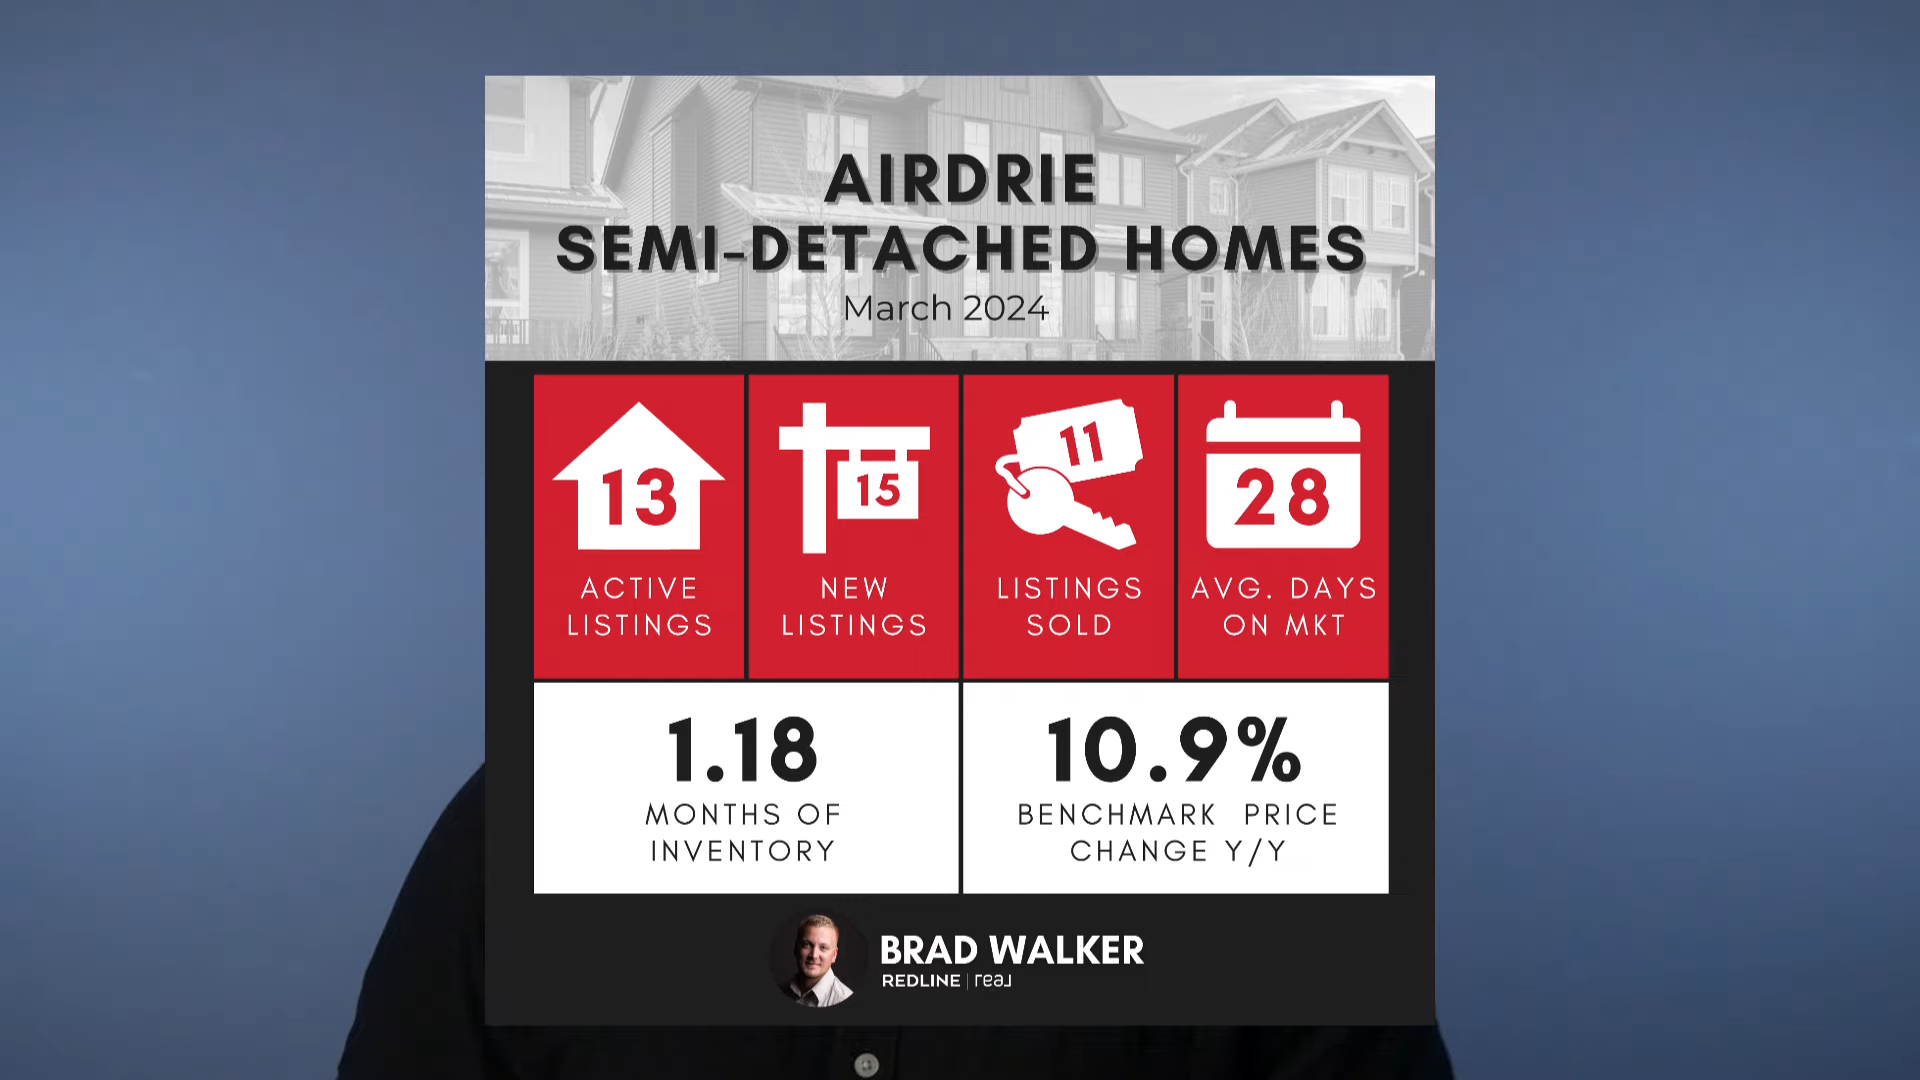 AIRDRIE
SEMI-DETACHED HOMES
March 2024
13
ACTIVE
LISTINGS
15
NEW
LISTINGS
11
LISTINGS
SOLD
28
AVG. DAYS
ON MKT
1.18
MONTHS OF
INVENTORY
10.9%
BENCHMARK PRICE
CHANGE Y/Y
BRAD WALKER
REDLINE | real